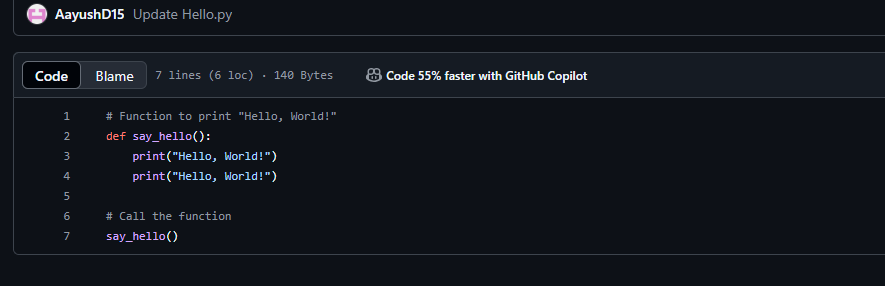 AayushD15 Update Hello.py
Code Blame 7 lines (6 loc) · 140 Bytes Code 55% faster with GitHub Copilot
1 # Function to print "Hello, World!"
2 def say_hello():
3     print("Hello, World!")
4     print("Hello, World!")
5
6 # Call the function
7 say_hello()